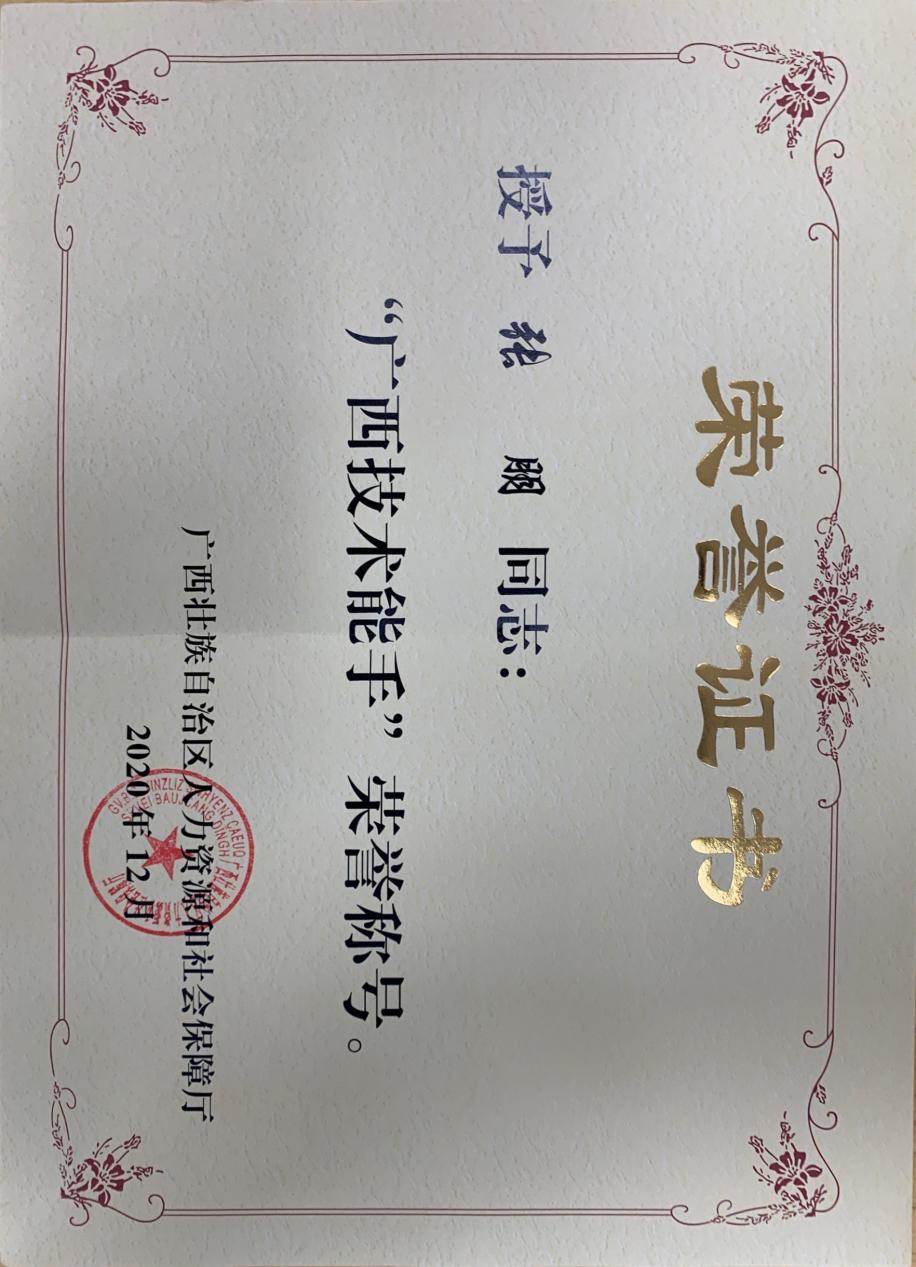 荣誉证书
授予 张 朋 同志：
“广西技术能手”荣誉称号。
广西壮族自治区人力资源和社会保障厅
2020年12月